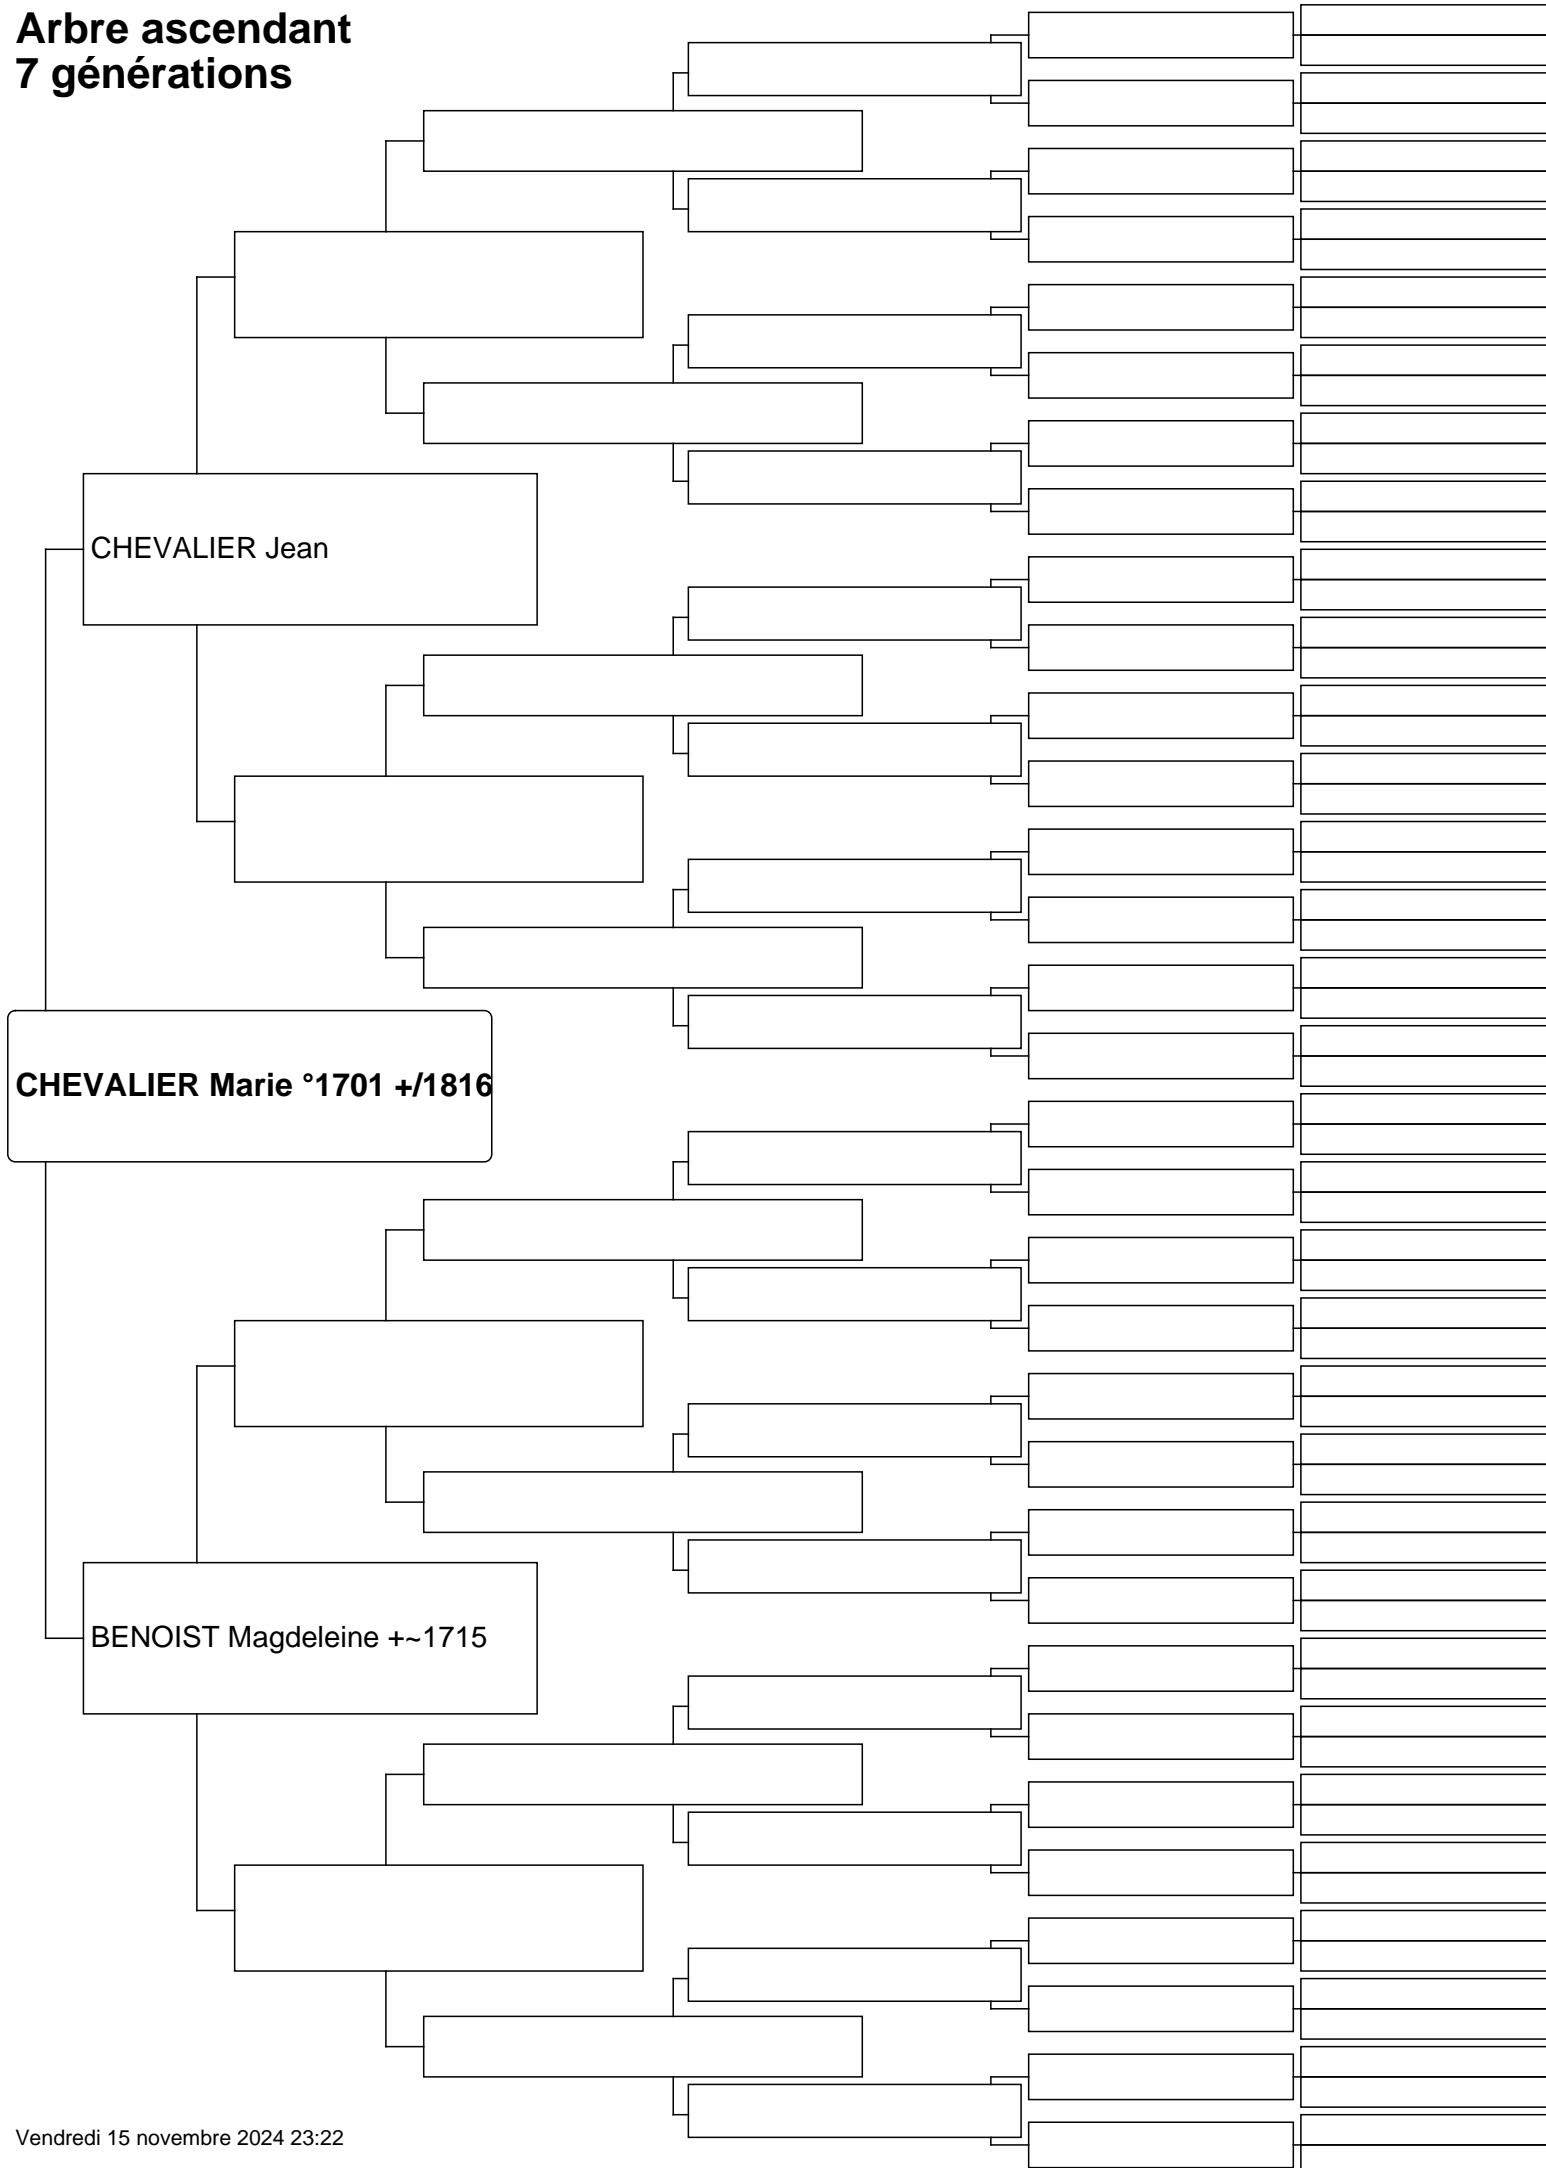 Arbre ascendant
7 générations
CHEVALIER Jean
CHEVALIER Marie °1701 +/1816
BENOIST Magdeleine +~1715
Vendredi 15 novembre 2024 23:22